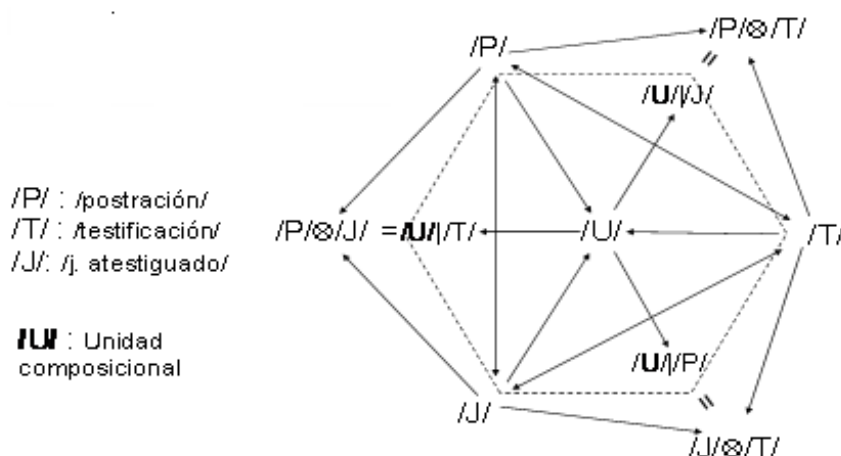 /P/⊗/T/
/P/
/U/|/J/
/P/ : /postración/
/T/ : /testificación/
/J/: /j. atestiguado/
/P/⊗/J/ =/U/|/T/
/U/
/T/
/U/ : Unidad
composicional
/U/|/P/
/J/
=
=
/J/⊗/T/